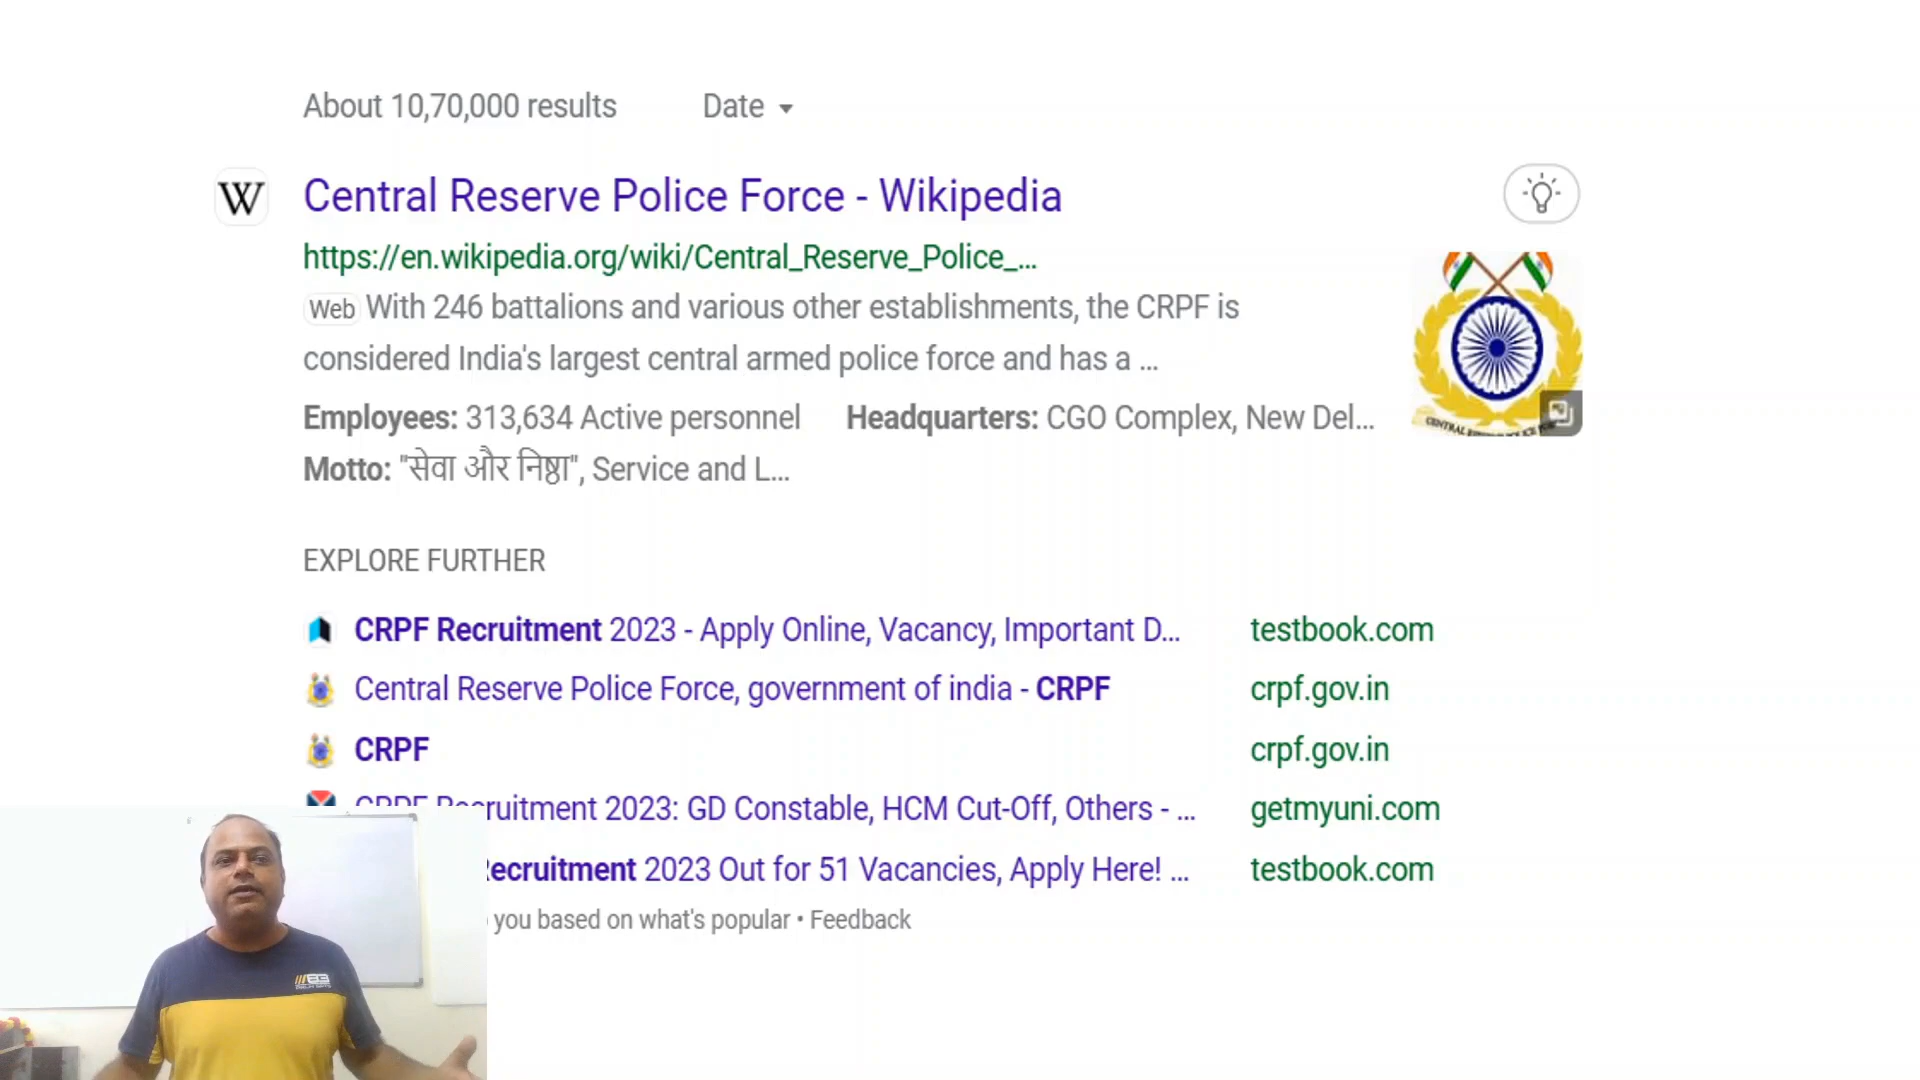 About 10,70,000 results Date
W Central Reserve Police Force - Wikipedia
https://en.wikipedia.org/wiki/Central_Reserve_Police_...
Web With 246 battalions and various other establishments, the CRPF is
considered India's largest central armed police force and has a ...
Employees: 313,634 Active personnel Headquarters: CGO Complex, New Del...
Motto: "सेवा और निष्ठा", Service and L...
CENTRAL
EXPLORE FURTHER
CRPF Recruitment 2023 - Apply Online, Vacancy, Important D... testbook.com
Central Reserve Police Force, government of india - CRPF crpf.gov.in
CRPF crpf.gov.in
CRPF Recruitment 2023: GD Constable, HCM Cut-Off, Others - ... getmyuni.com
Recruitment 2023 Out for 51 Vacancies, Apply Here! ... testbook.com
you based on what's popular • Feedback